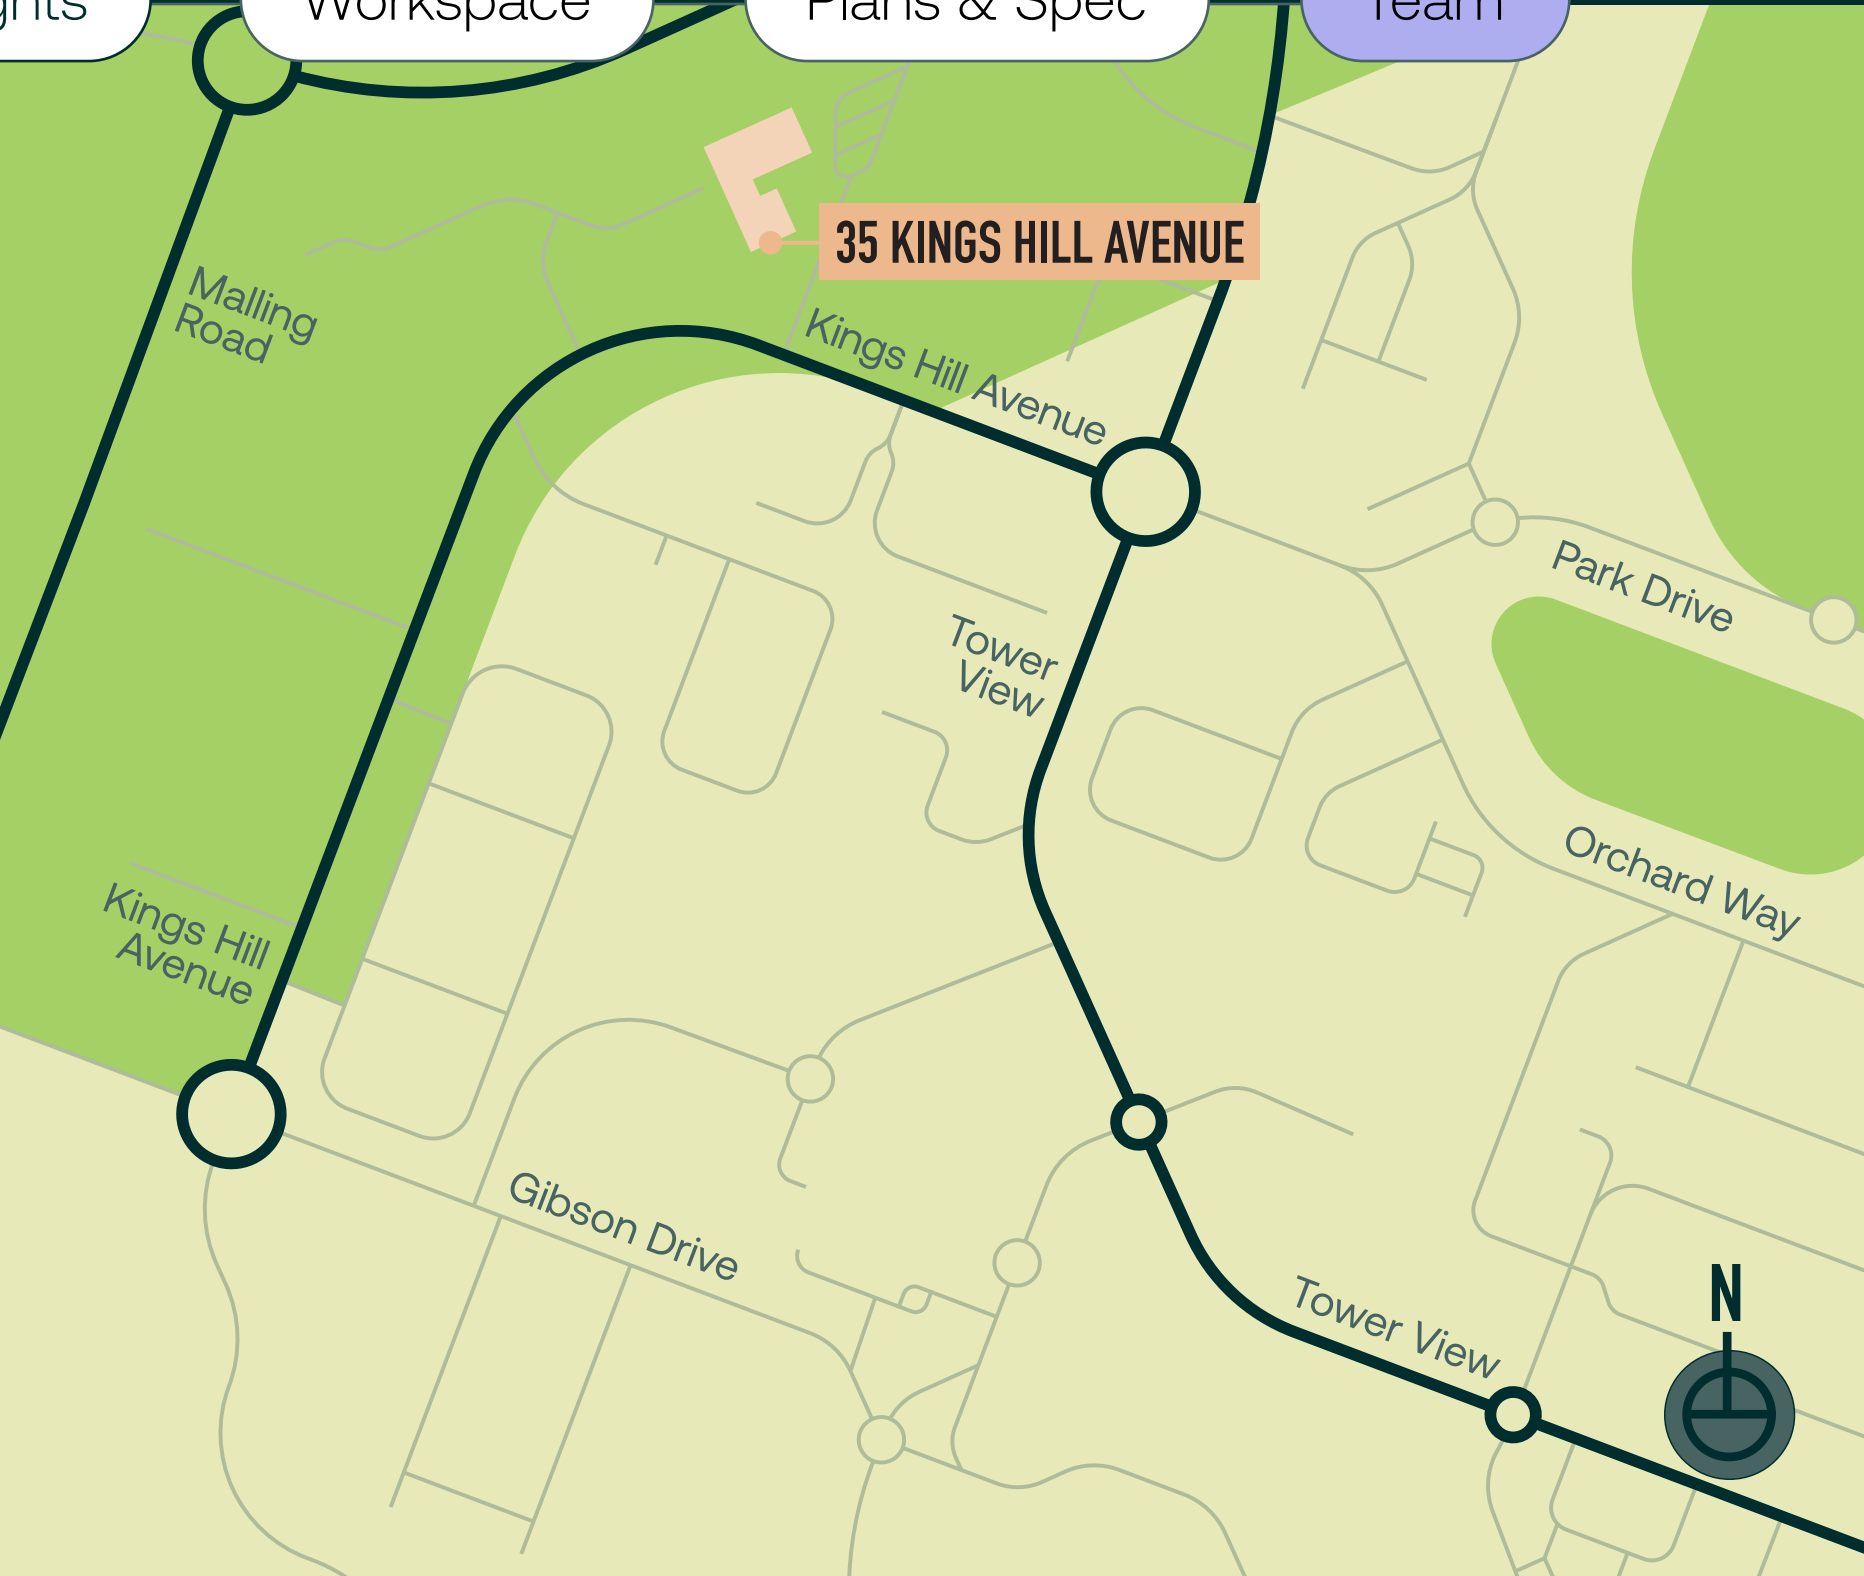 ghts
Workspace
Plans & Spec
Team
35 KINGS HILL AVENUE
Malling
Road
Kings Hill Avenue
Park Drive
Tower
View
Orchard Way
Kings Hill
Avenue
Gibson Drive
Tower View
N